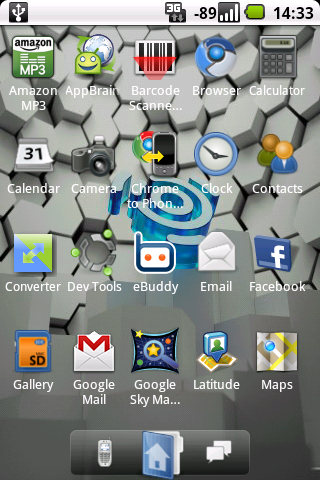 3G -89 14:33
amazon
MP3
Amazon AppBrain Barcode Browser Calculator
MP3 Scanne...
31
Calendar Camera Chrome Clock Contacts
to Phon...
Converter Dev Tools eBuddy Email Facebook
SD
Gallery Google Google Latitude Maps
Mail Sky Ma...